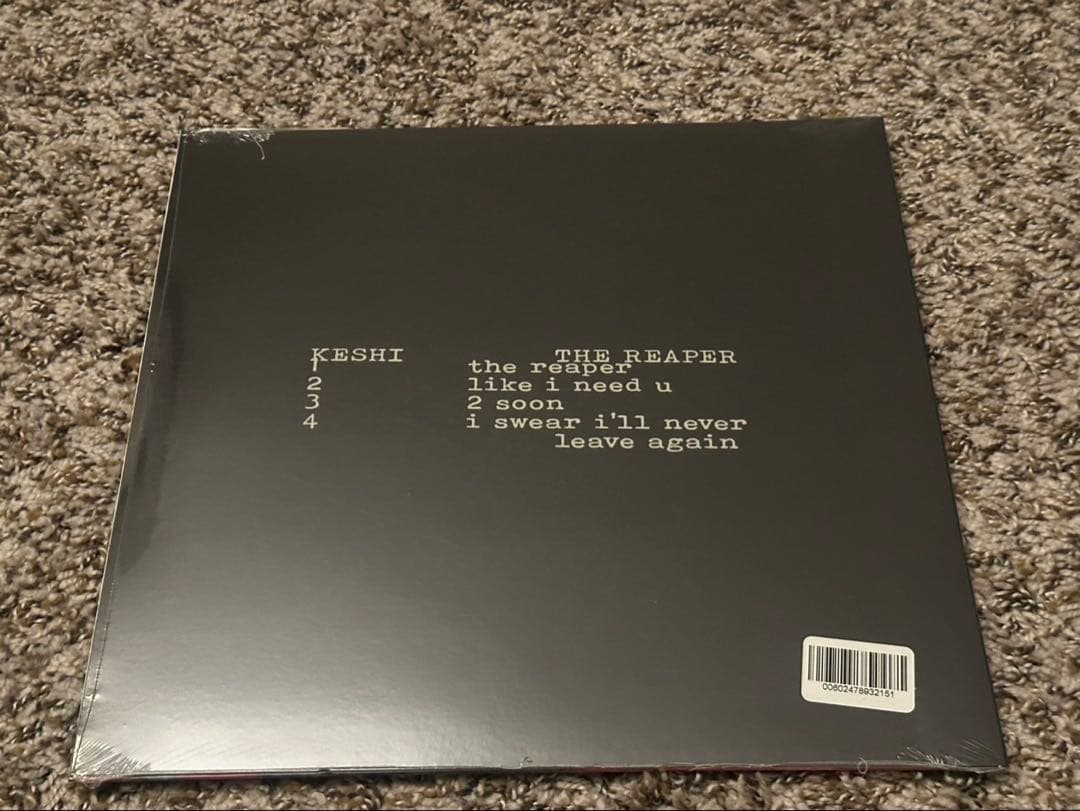 KESHI THE REAPER
1 the reaper
2 like i need u
3 2 soon
4 i swear i'll never
leave again
00602478932151